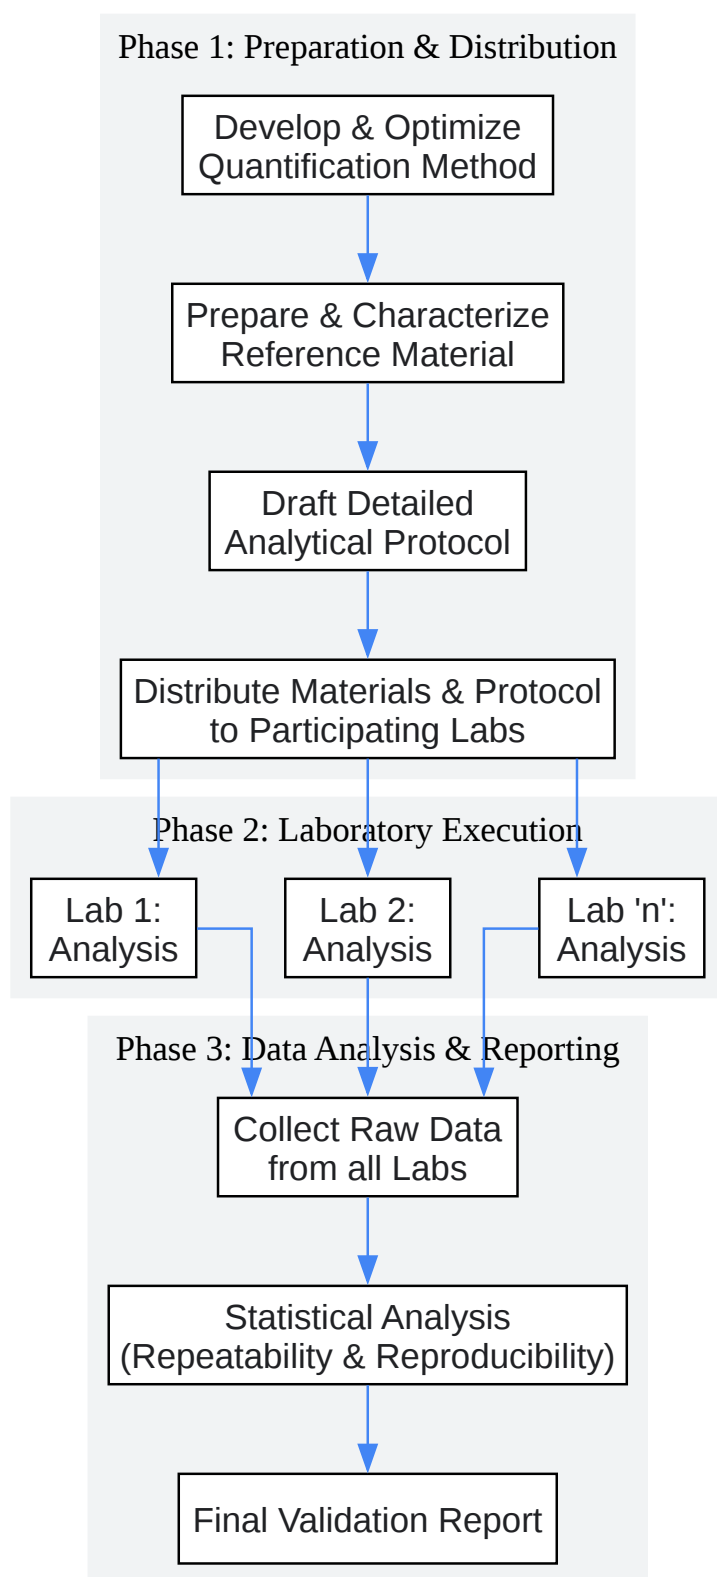 Phase 1: Preparation & Distribution
Develop & Optimize
Quantification Method
Prepare & Characterize
Reference Material
Draft Detailed
Analytical Protocol
Distribute Materials & Protocol
to Participating Labs
Phase 2: Laboratory Execution
Lab 1:
Analysis
Lab 2:
Analysis
Lab 'n':
Analysis
Phase 3: Data Analysis & Reporting
Collect Raw Data
from all Labs
Statistical Analysis
(Repeatability & Reproducibility)
Final Validation Report